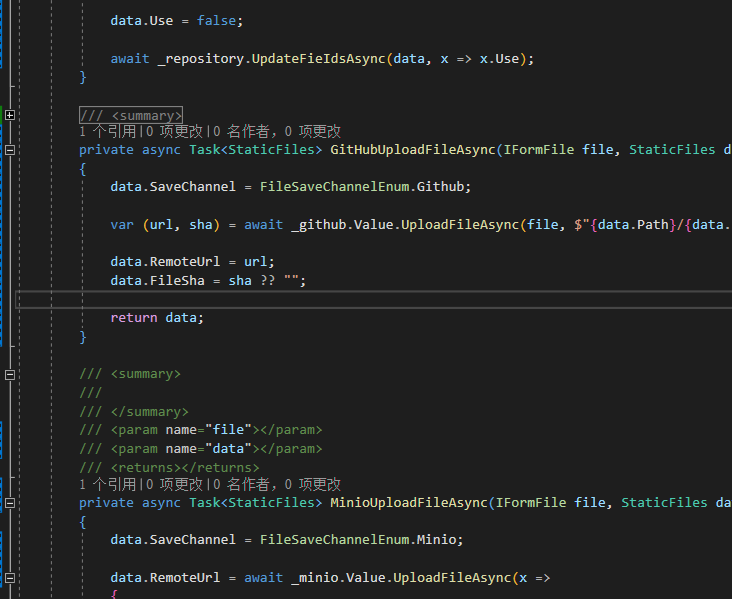 data.Use = false;
await _repository.UpdateFieIdsAsync(data, x => x.Use);
}
/// <summary>
1 个引用|0 项更改|0 名作者，0 项更改
private async Task<StaticFiles> GitHubUploadFileAsync(IFormFile file, StaticFiles d
{
data.SaveChannel = FileSaveChannelEnum.Github;
var (url, sha) = await _github.Value.UploadFileAsync(file, $"{data.Path}/{data.
data.RemoteUrl = url;
data.FileSha = sha ?? "";
return data;
}
/// <summary>
///
/// </summary>
/// <param name="file"></param>
/// <param name="data"></param>
/// <returns></returns>
1 个引用|0 项更改|0 名作者，0 项更改
private async Task<StaticFiles> MinioUploadFileAsync(IFormFile file, StaticFiles da
{
data.SaveChannel = FileSaveChannelEnum.Minio;
data.RemoteUrl = await _minio.Value.UploadFileAsync(x =>
{